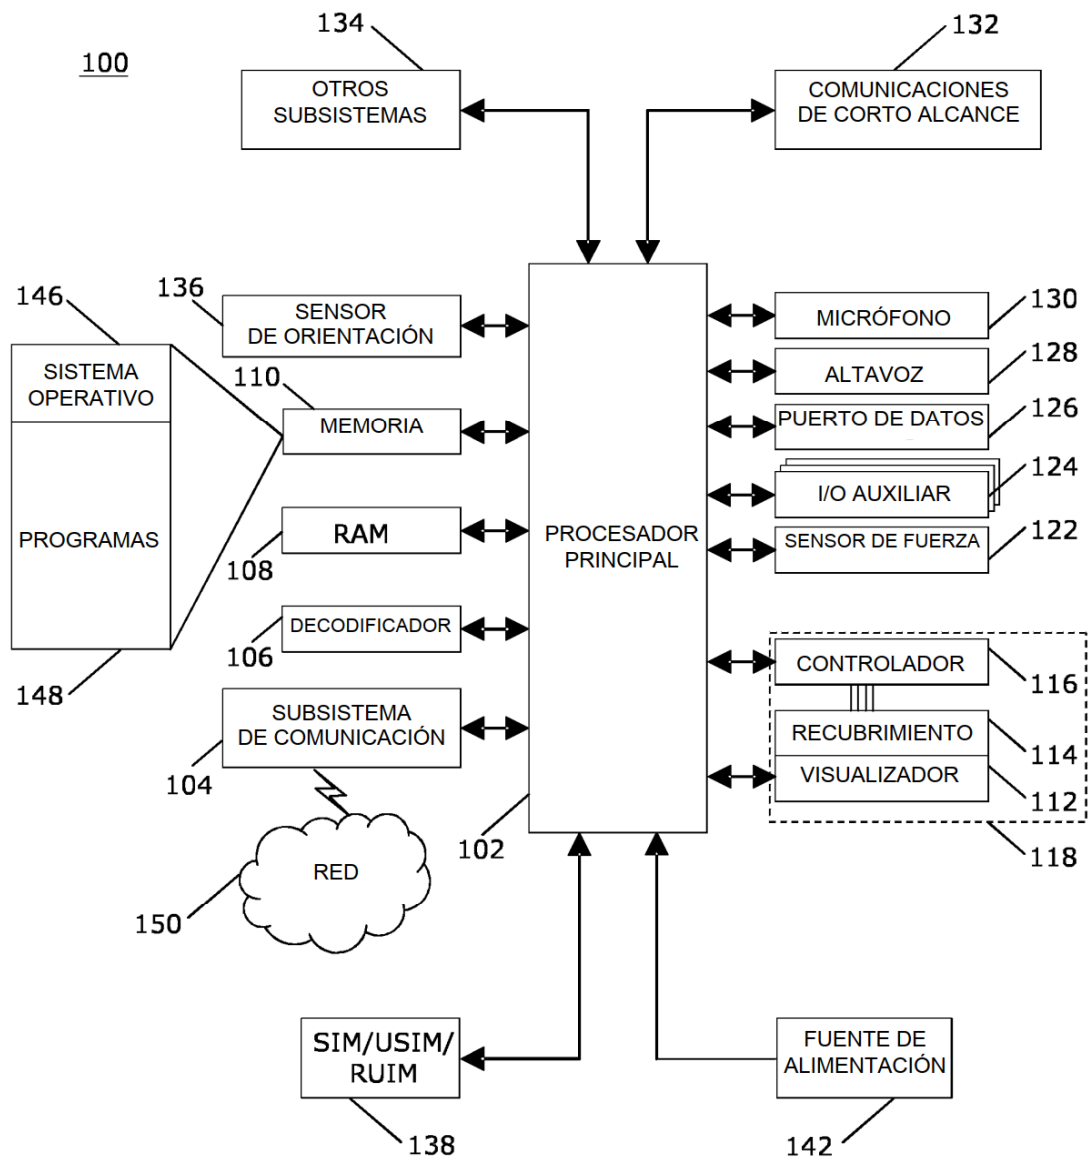 134
132
100
OTROS
SUBSISTEMAS
COMUNICACIONES
DE CORTO ALCANCE
146
136
SENSOR
DE ORIENTACIÓN
MICRÓFONO
130
SISTEMA
OPERATIVO
110
ALTAVOZ
128
MEMORIA
PUERTO DE DATOS
126
I/O AUXILIAR
124
PROGRAMAS
RAM
108
PROCESADOR
PRINCIPAL
SENSOR DE FUERZA
122
DECODIFICADOR
106
CONTROLADOR
116
148
SUBSISTEMA
DE COMUNICACIÓN
104
RECUBRIMIENTO
114
VISUALIZADOR
112
102
118
RED
150
SIM/USIM/
RUIM
FUENTE DE
ALIMENTACIÓN
138
142